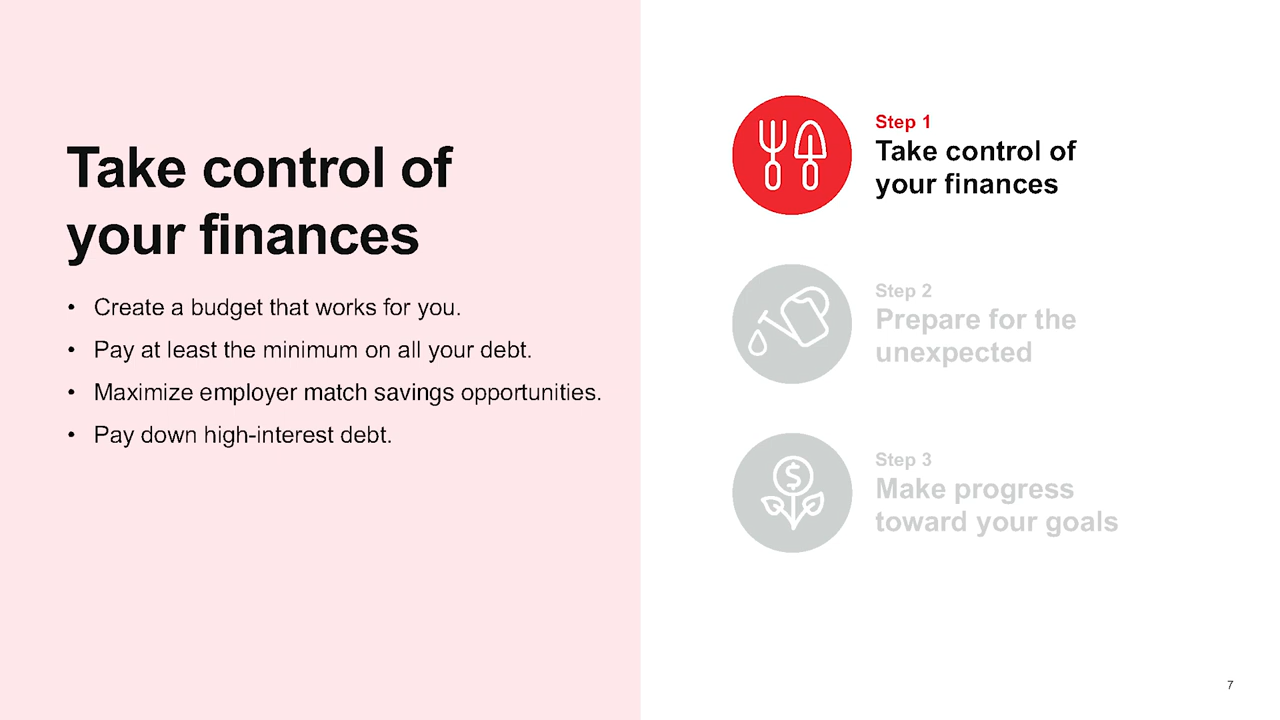 Take control of
your finances
• Create a budget that works for you.
• Pay at least the minimum on all your debt.
• Maximize employer match savings opportunities.
• Pay down high-interest debt.
Step 1
Take control of
your finances
Step 2
Prepare for the
unexpected
$
Step 3
Make progress
toward your goals
7